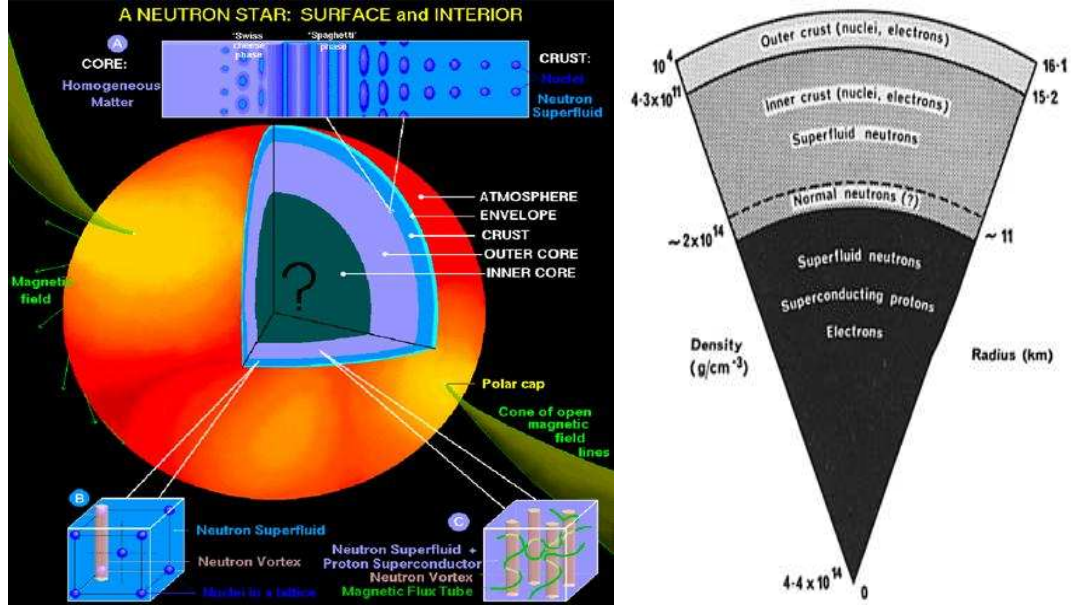 A NEUTRON STAR: SURFACE and INTERIOR
A
'Swiss cheese phase
'Spaghetti' phase
CORE:
Homogeneous
Matter
CRUST:
Nuclei
Neutron
Superfluid
ATMOSPHERE
ENVELOPE
CRUST
OUTER CORE
INNER CORE
?
Magnetic
field
Polar cap
Cone of open
magnetic
field
lines
B
Neutron Superfluid
Neutron Vortex
Nuclei in a lattice
C
Neutron Superfluid +
Proton Superconductor
Neutron Vortex
Magnetic Flux Tube
Outer crust (nuclei, electrons)
10⁴
16·1
4·3x10¹¹
15·2
Inner crust (nuclei, electrons)
Superfluid neutrons
Normal neutrons (?)
~2x10¹⁴
~ 11
Superfluid neutrons
Superconducting protons
Electrons
Density
(g/cm⁻³)
Radius (km)
4·4 x 10¹⁴
0